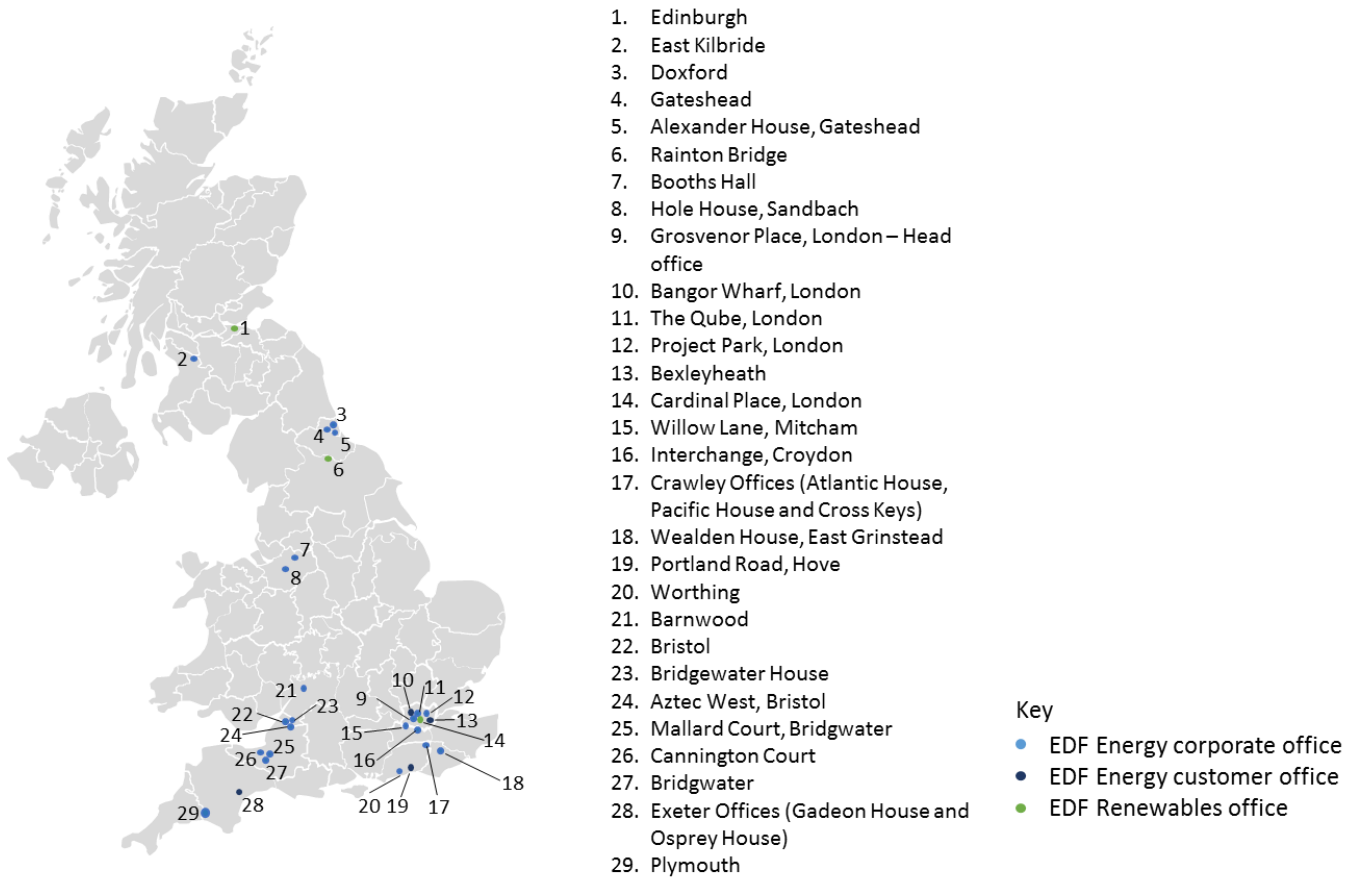 1. Edinburgh
2. East Kilbride
3. Doxford
4. Gateshead
5. Alexander House, Gateshead
6. Rainton Bridge
7. Booths Hall
8. Hole House, Sandbach
9. Grosvenor Place, London – Head
office
10. Bangor Wharf, London
11. The Qube, London
12. Project Park, London
13. Bexleyheath
14. Cardinal Place, London
15. Willow Lane, Mitcham
16. Interchange, Croydon
17. Crawley Offices (Atlantic House,
Pacific House and Cross Keys)
18. Wealden House, East Grinstead
19. Portland Road, Hove
20. Worthing
21. Barnwood
22. Bristol
23. Bridgewater House
24. Aztec West, Bristol
25. Mallard Court, Bridgwater
26. Cannington Court
27. Bridgwater
28. Exeter Offices (Gadeon House and
Osprey House)
29. Plymouth
1
2
3
4
5
6
7
8
21
10
11
12
9
23
22
13
24
15
14
25
26
16
27
18
20
19
17
28
29
Key
EDF Energy corporate office
EDF Energy customer office
EDF Renewables office